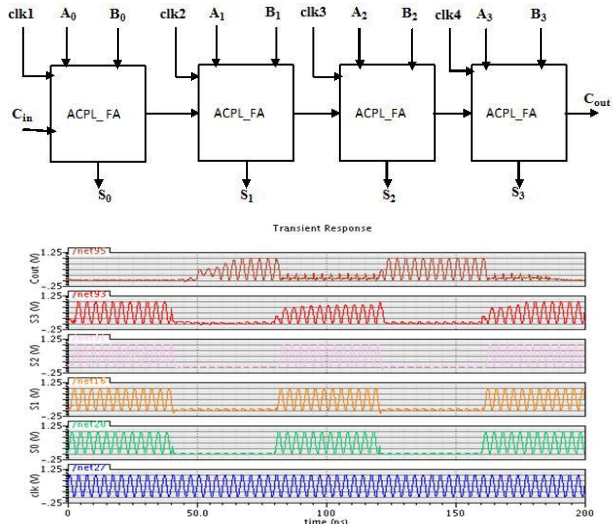 clk1 A0 B0 clk2 A1 B1 clk3 A2 B2 clk4 A3 B3
Cin ACPL_FA ACPL_FA ACPL_FA ACPL_FA Cout
S0 S1 S2 S3
Transient Response
/net95
1.25
Cout (V)
-.25
/net93
1.25
S3 (V)
-.25
1.25
S2 (V)
-.25
/net16
1.25
S1 (V)
-.25
/net20
1.25
S0 (V)
-.25
/net27
1.25
clk (V)
-.25
0 50.0 100 150 200
time (ns)